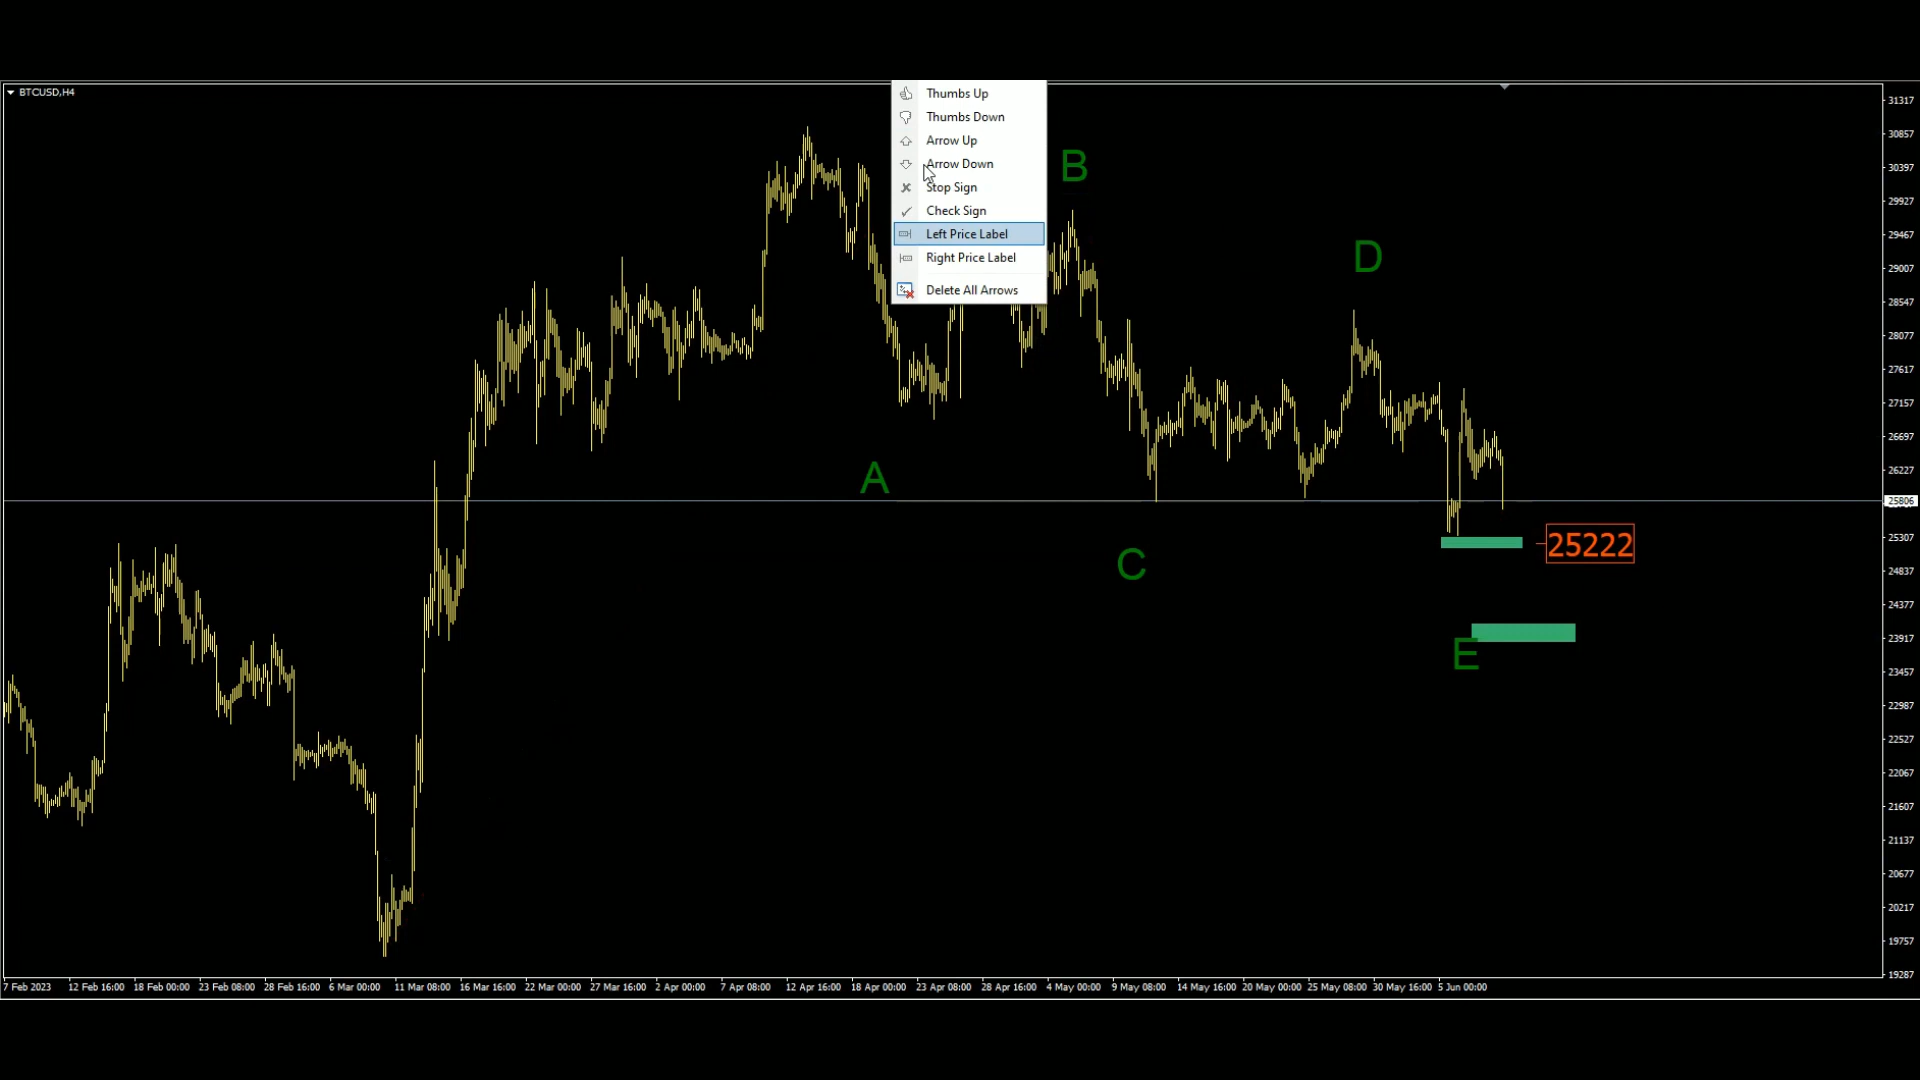 BTCUSD,H4
Thumbs Up
Thumbs Down
Arrow Up
Arrow Down
Stop Sign
Check Sign
Left Price Label
Right Price Label
Delete All Arrows
B
D
A
C
E
25222
31317
30857
30397
29927
29467
29007
28547
28077
27617
27157
26697
26227
25806
25307
24837
24377
23917
23457
22987
22527
22067
21607
21137
20677
20217
19757
19287
7 Feb 2023 12 Feb 16:00 18 Feb 00:00 23 Feb 08:00 28 Feb 16:00 6 Mar 00:00 11 Mar 08:00 16 Mar 16:00 22 Mar 00:00 27 Mar 16:00 2 Apr 00:00 7 Apr 08:00 12 Apr 16:00 18 Apr 00:00 23 Apr 08:00 28 Apr 16:00 4 May 00:00 9 May 08:00 14 May 16:00 20 May 00:00 25 May 08:00 30 May 16:00 5 Jun 00:00